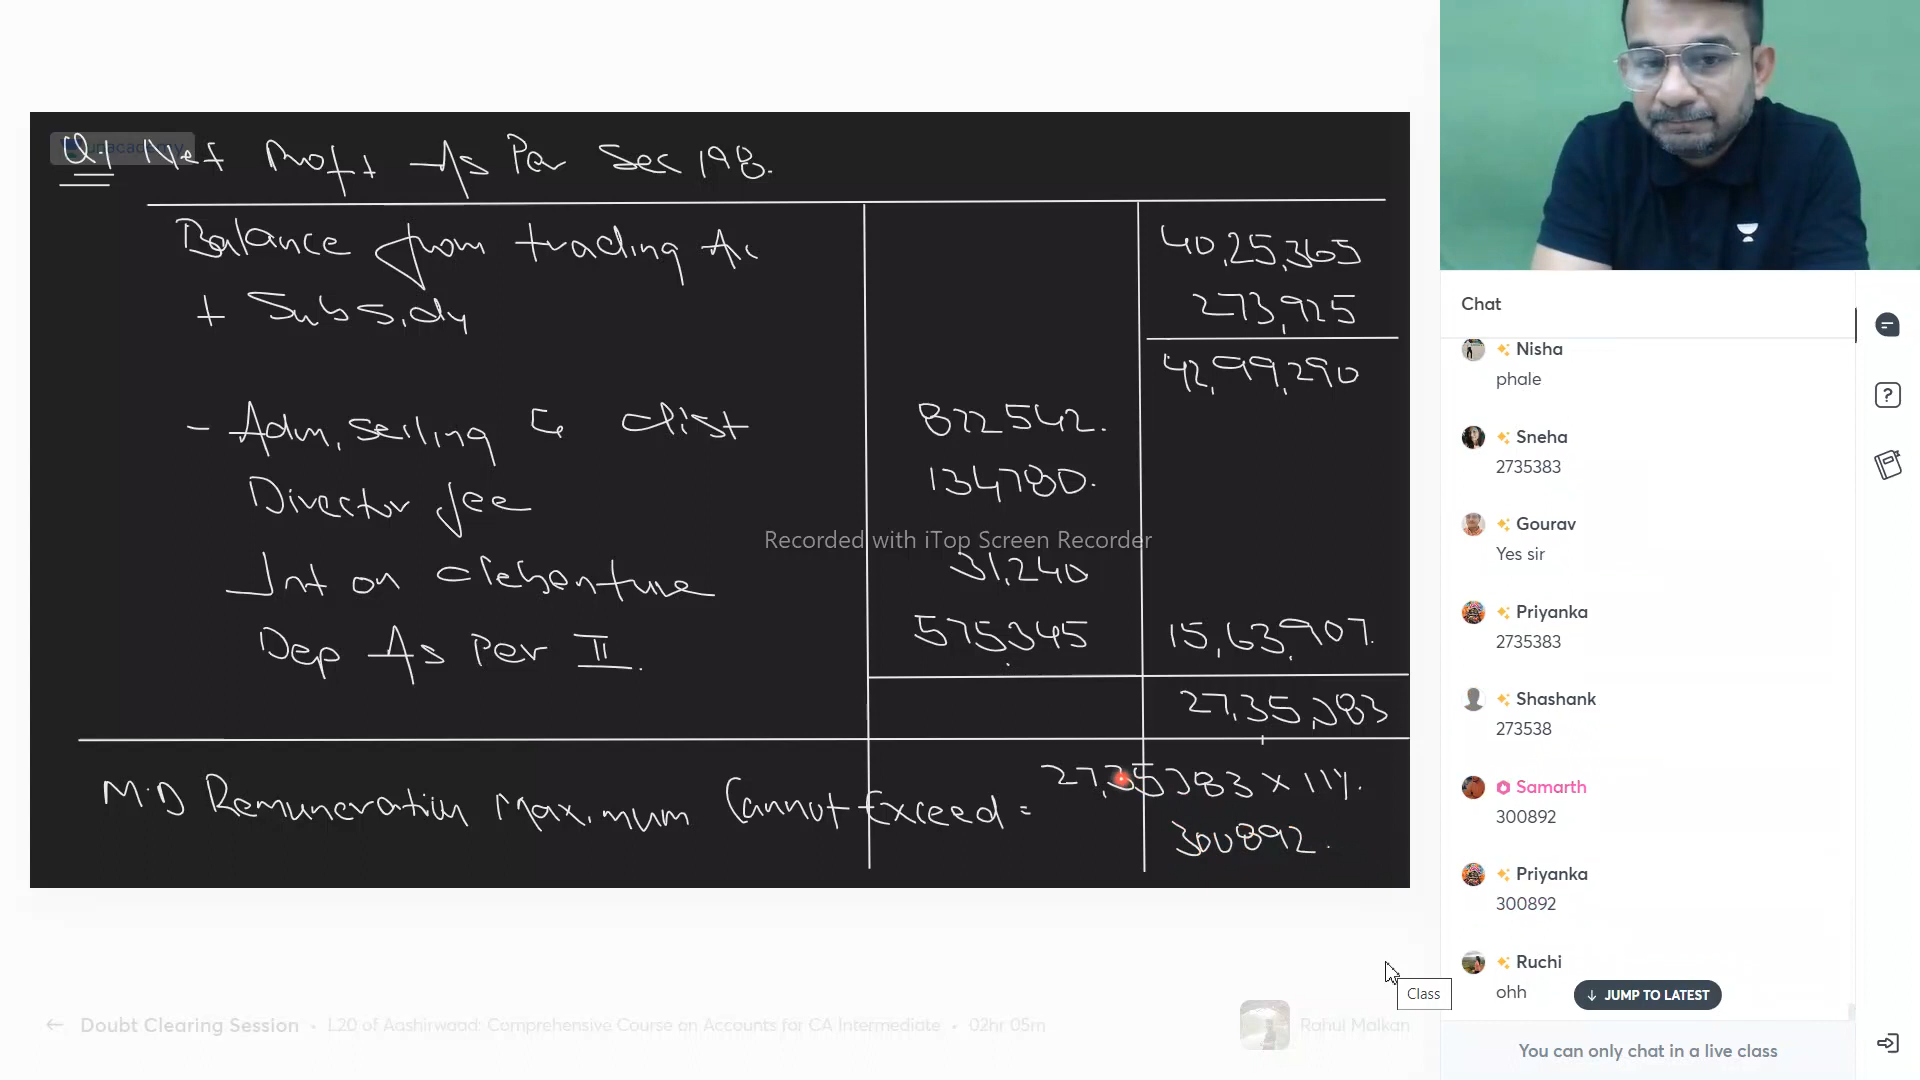 unacademy
Q.1 Net Profit As Per Sec 198.
Balance from trading A/c 40,25,365
+ Subsidy 273,925
42,99,290
- Adm, selling & dist 822542.
Director fee 134780.
Recorded with iTop Screen Recorder
Int on debenture 31,240
Dep As Per II. 575,345 15,63,907.
27,35,383
M.D Remuneration Maximum Cannot Exceed = 27,35383 x 11%.
300892.
Chat
Nisha
phale
Sneha
2735383
Gourav
Yes sir
Priyanka
2735383
Shashank
273538
Samarth
300892
Priyanka
300892
Ruchi
ohh
JUMP TO LATEST
Class
You can only chat in a live class
Doubt Clearing Session • L20 of Aashirwaad: Comprehensive Course on Accounts for CA Intermediate • 02hr 05m
Rahul Malkan